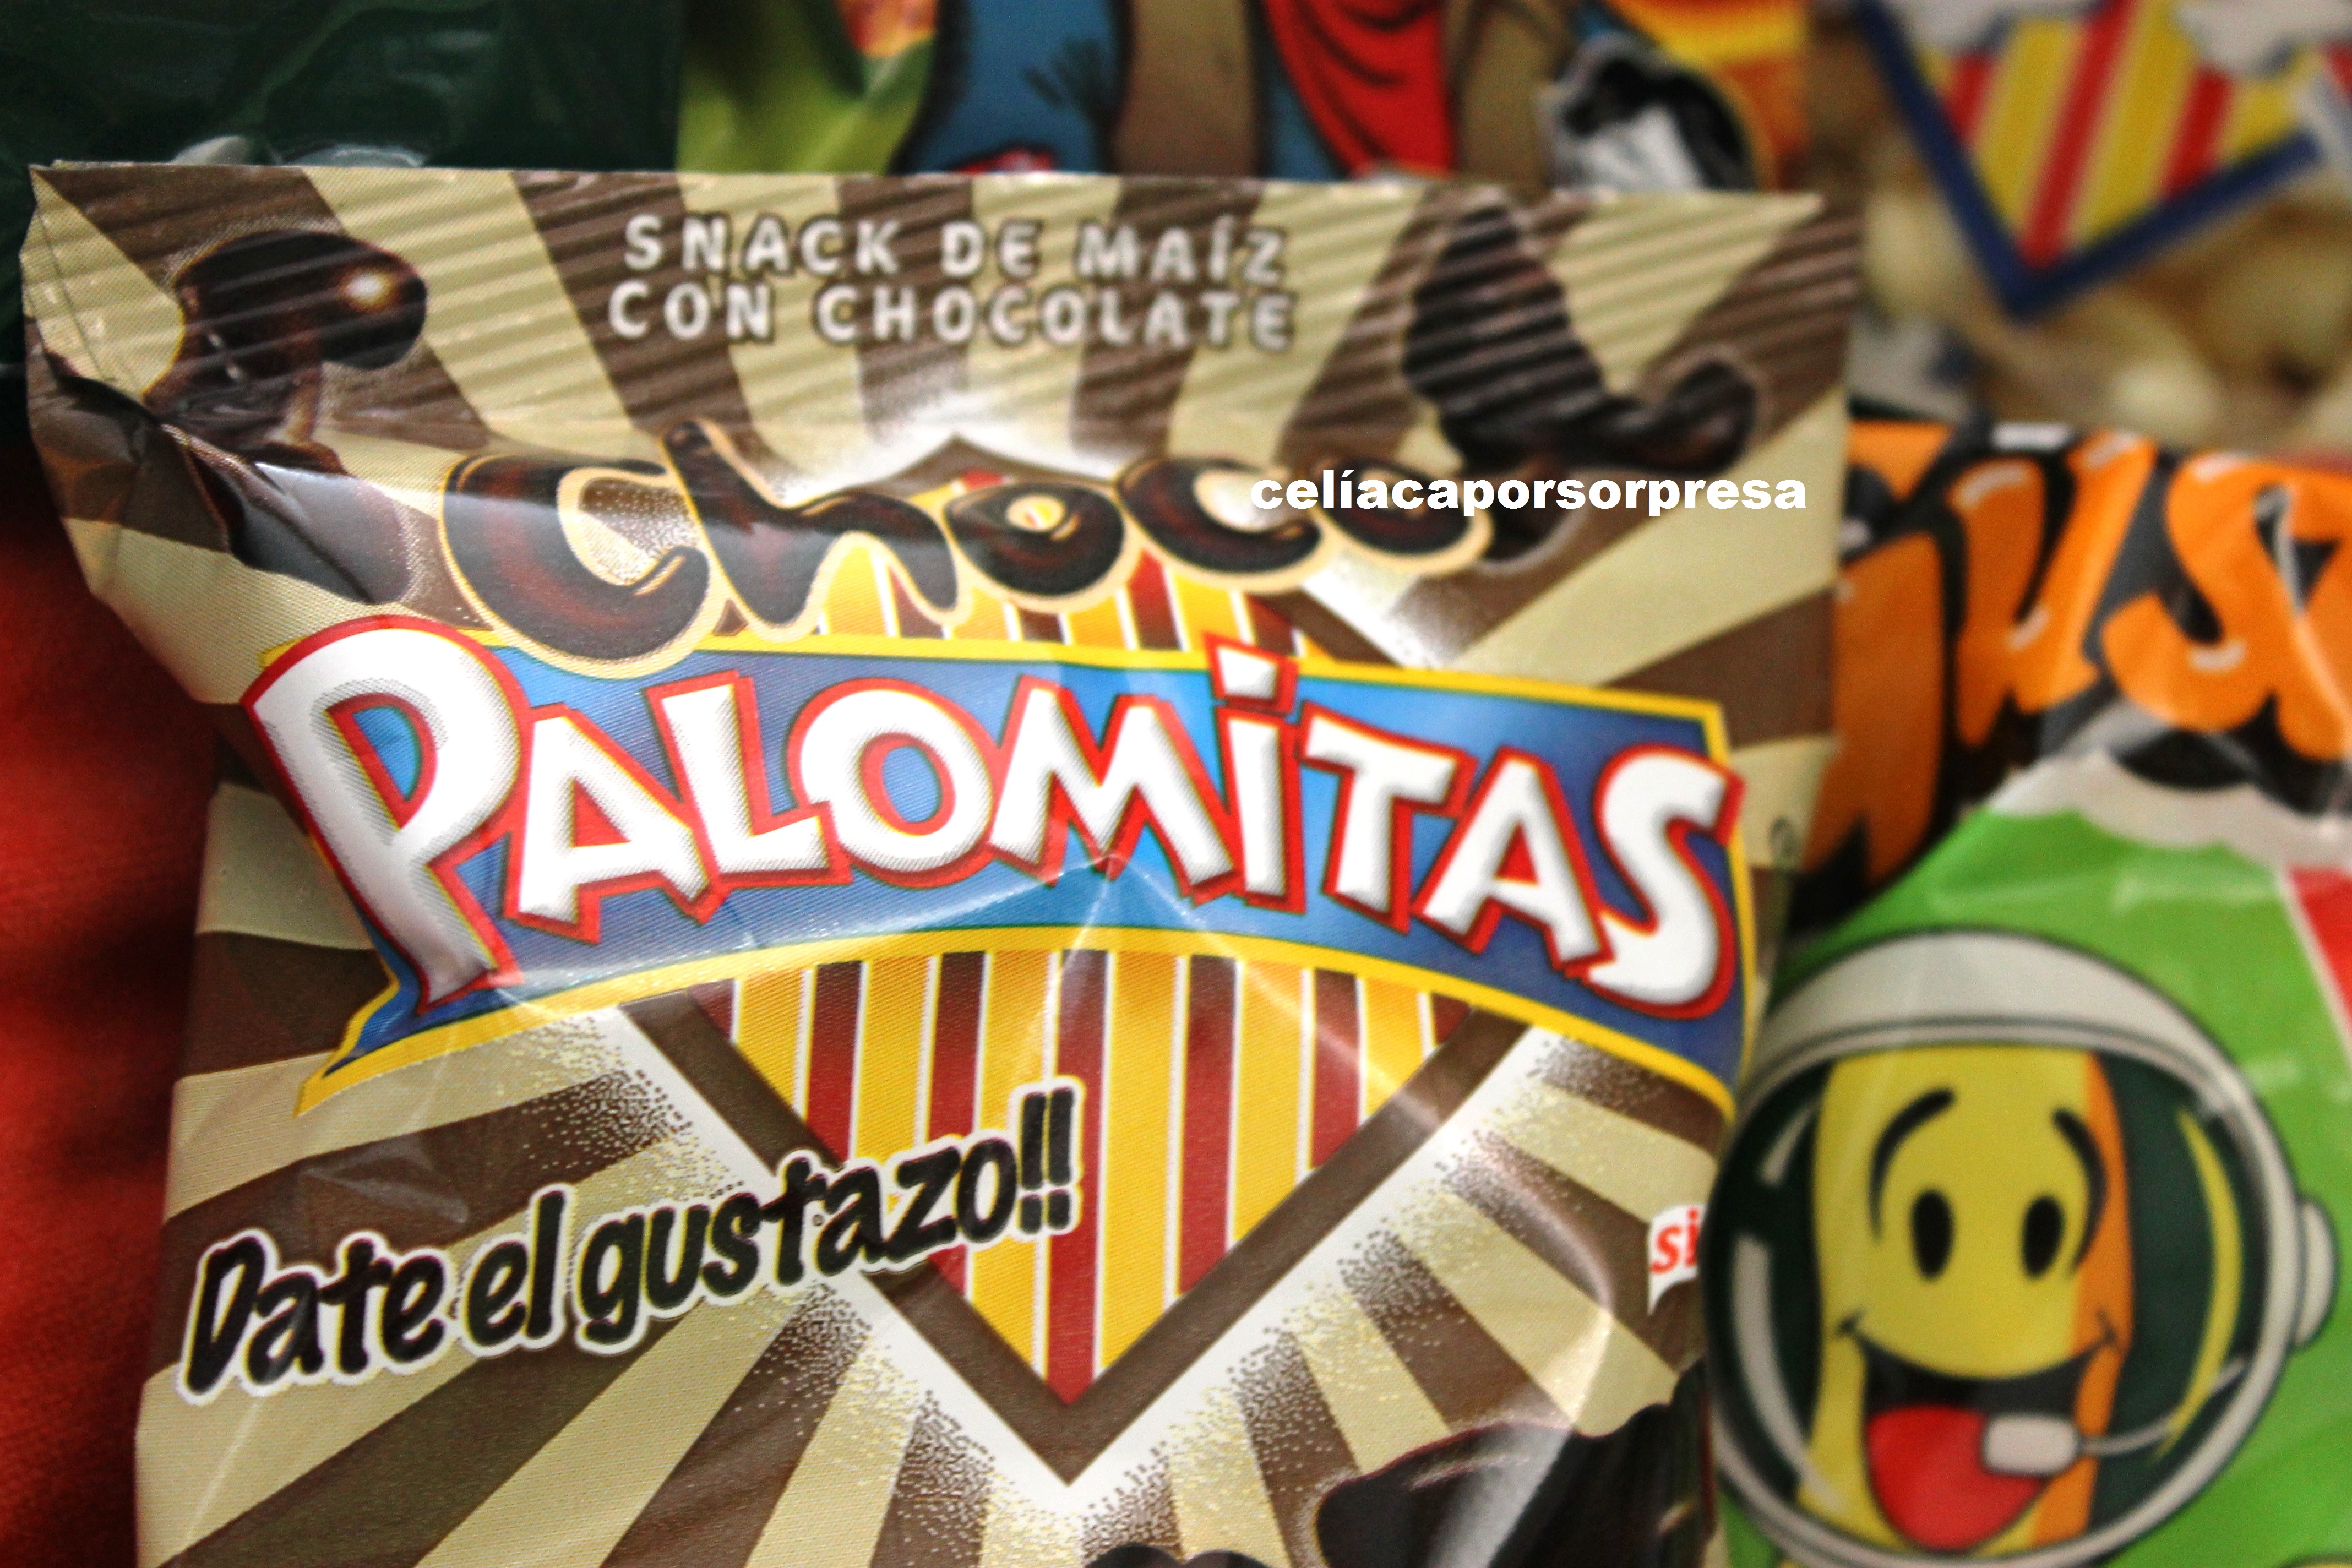 SNACK DE MAÍZ
CON CHOCOLATE
choco
celíacaporsorpresa
PALOMITAS
Date el gustazo!!